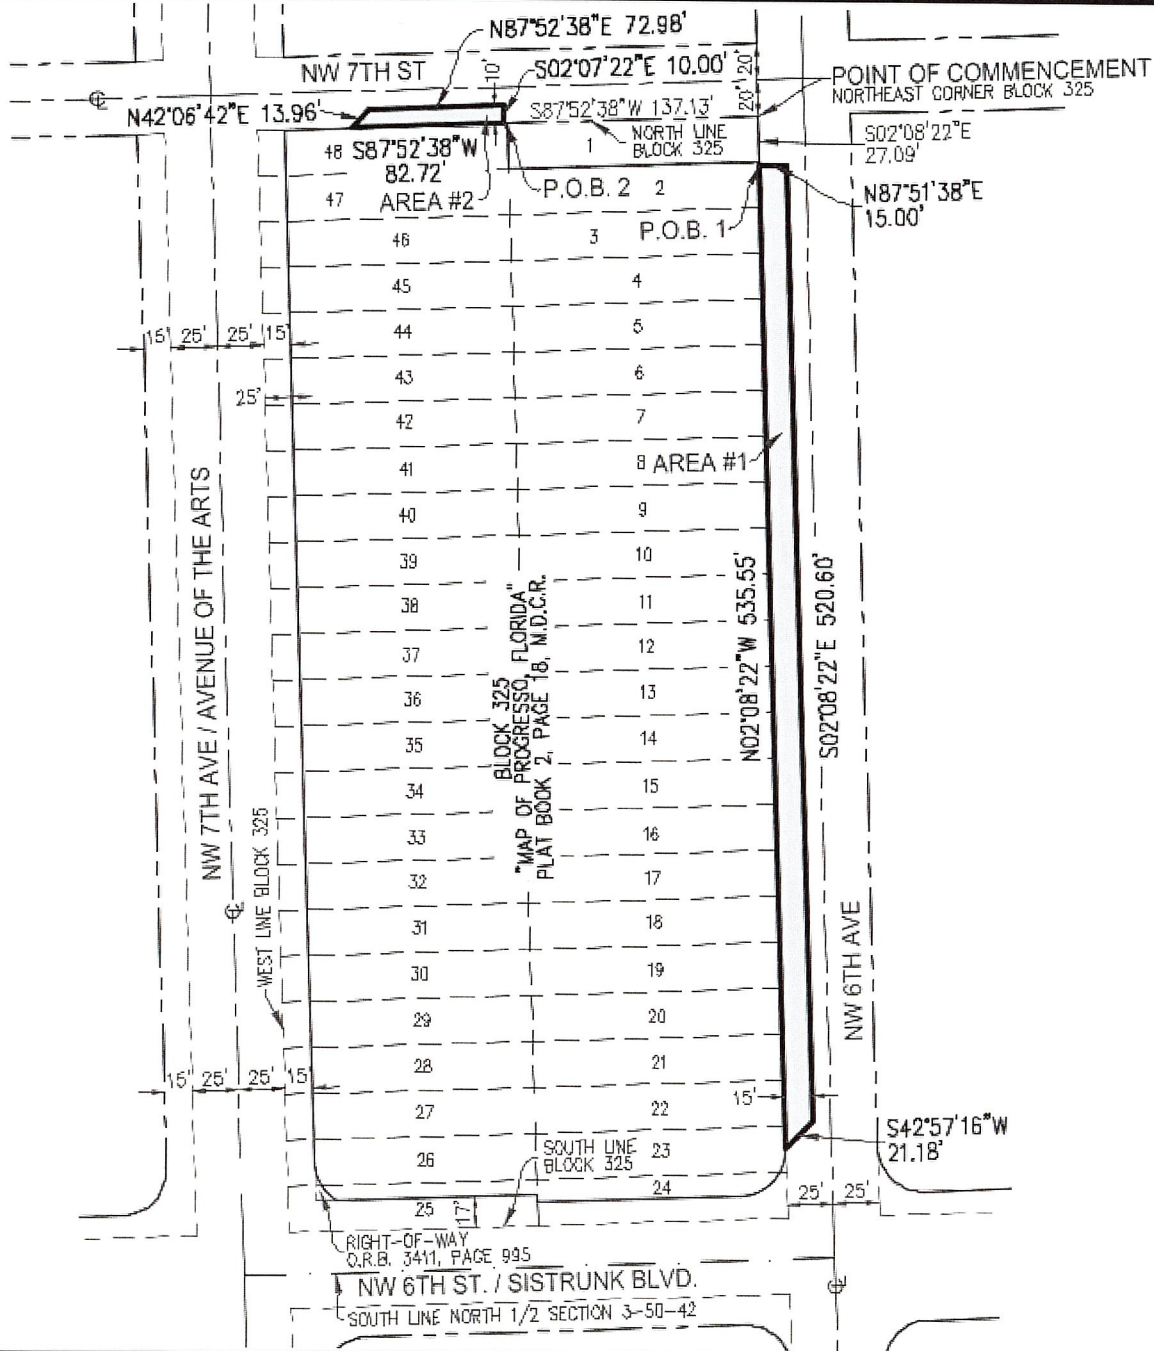 N87°52'38"E 72.98'
NW 7TH ST
10'
S02°07'22"E 10.00'
20'
20'
POINT OF COMMENCEMENT
NORTHEAST CORNER BLOCK 325
N42°06'42"E 13.96'
S87°52'38"W 137.13'
NORTH LINE
BLOCK 325
S02°08'22"E
27.09'
48
S87°52'38"W
82.72'
1
47
AREA #2
P.O.B. 2
2
N87°51'38"E
15.00'
46
3
P.O.B. 1
45
4
15'
25'
25'
15'
44
5
43
6
25'
42
7
41
8
AREA #1
40
9
39
10
38
11
37
12
36
13
35
14
34
15
33
16
32
17
31
18
30
19
29
20
28
21
15'
25'
25'
15'
27
22
15'
26
23
25
24
NW 7TH AVE / AVENUE OF THE ARTS
WEST LINE BLOCK 325
BLOCK 325
"MAP OF PROGRESSO, FLORIDA"
PLAT BOOK 2, PAGE 18, M.D.C.R.
N02°08'22"W 535.55'
S02°08'22"E 520.60'
NW 6TH AVE
S42°57'16"W
21.18'
SOUTH LINE
BLOCK 325
17'
25'
25'
RIGHT-OF-WAY
O.R.B. 3411, PAGE 995
NW 6TH ST. / SISTRUNK BLVD.
SOUTH LINE NORTH 1/2 SECTION 3-50-42